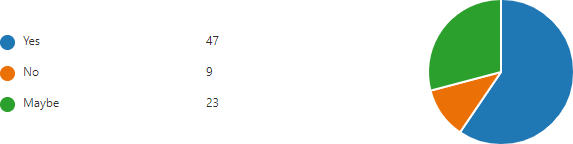 Yes 47
No 9
Maybe 23